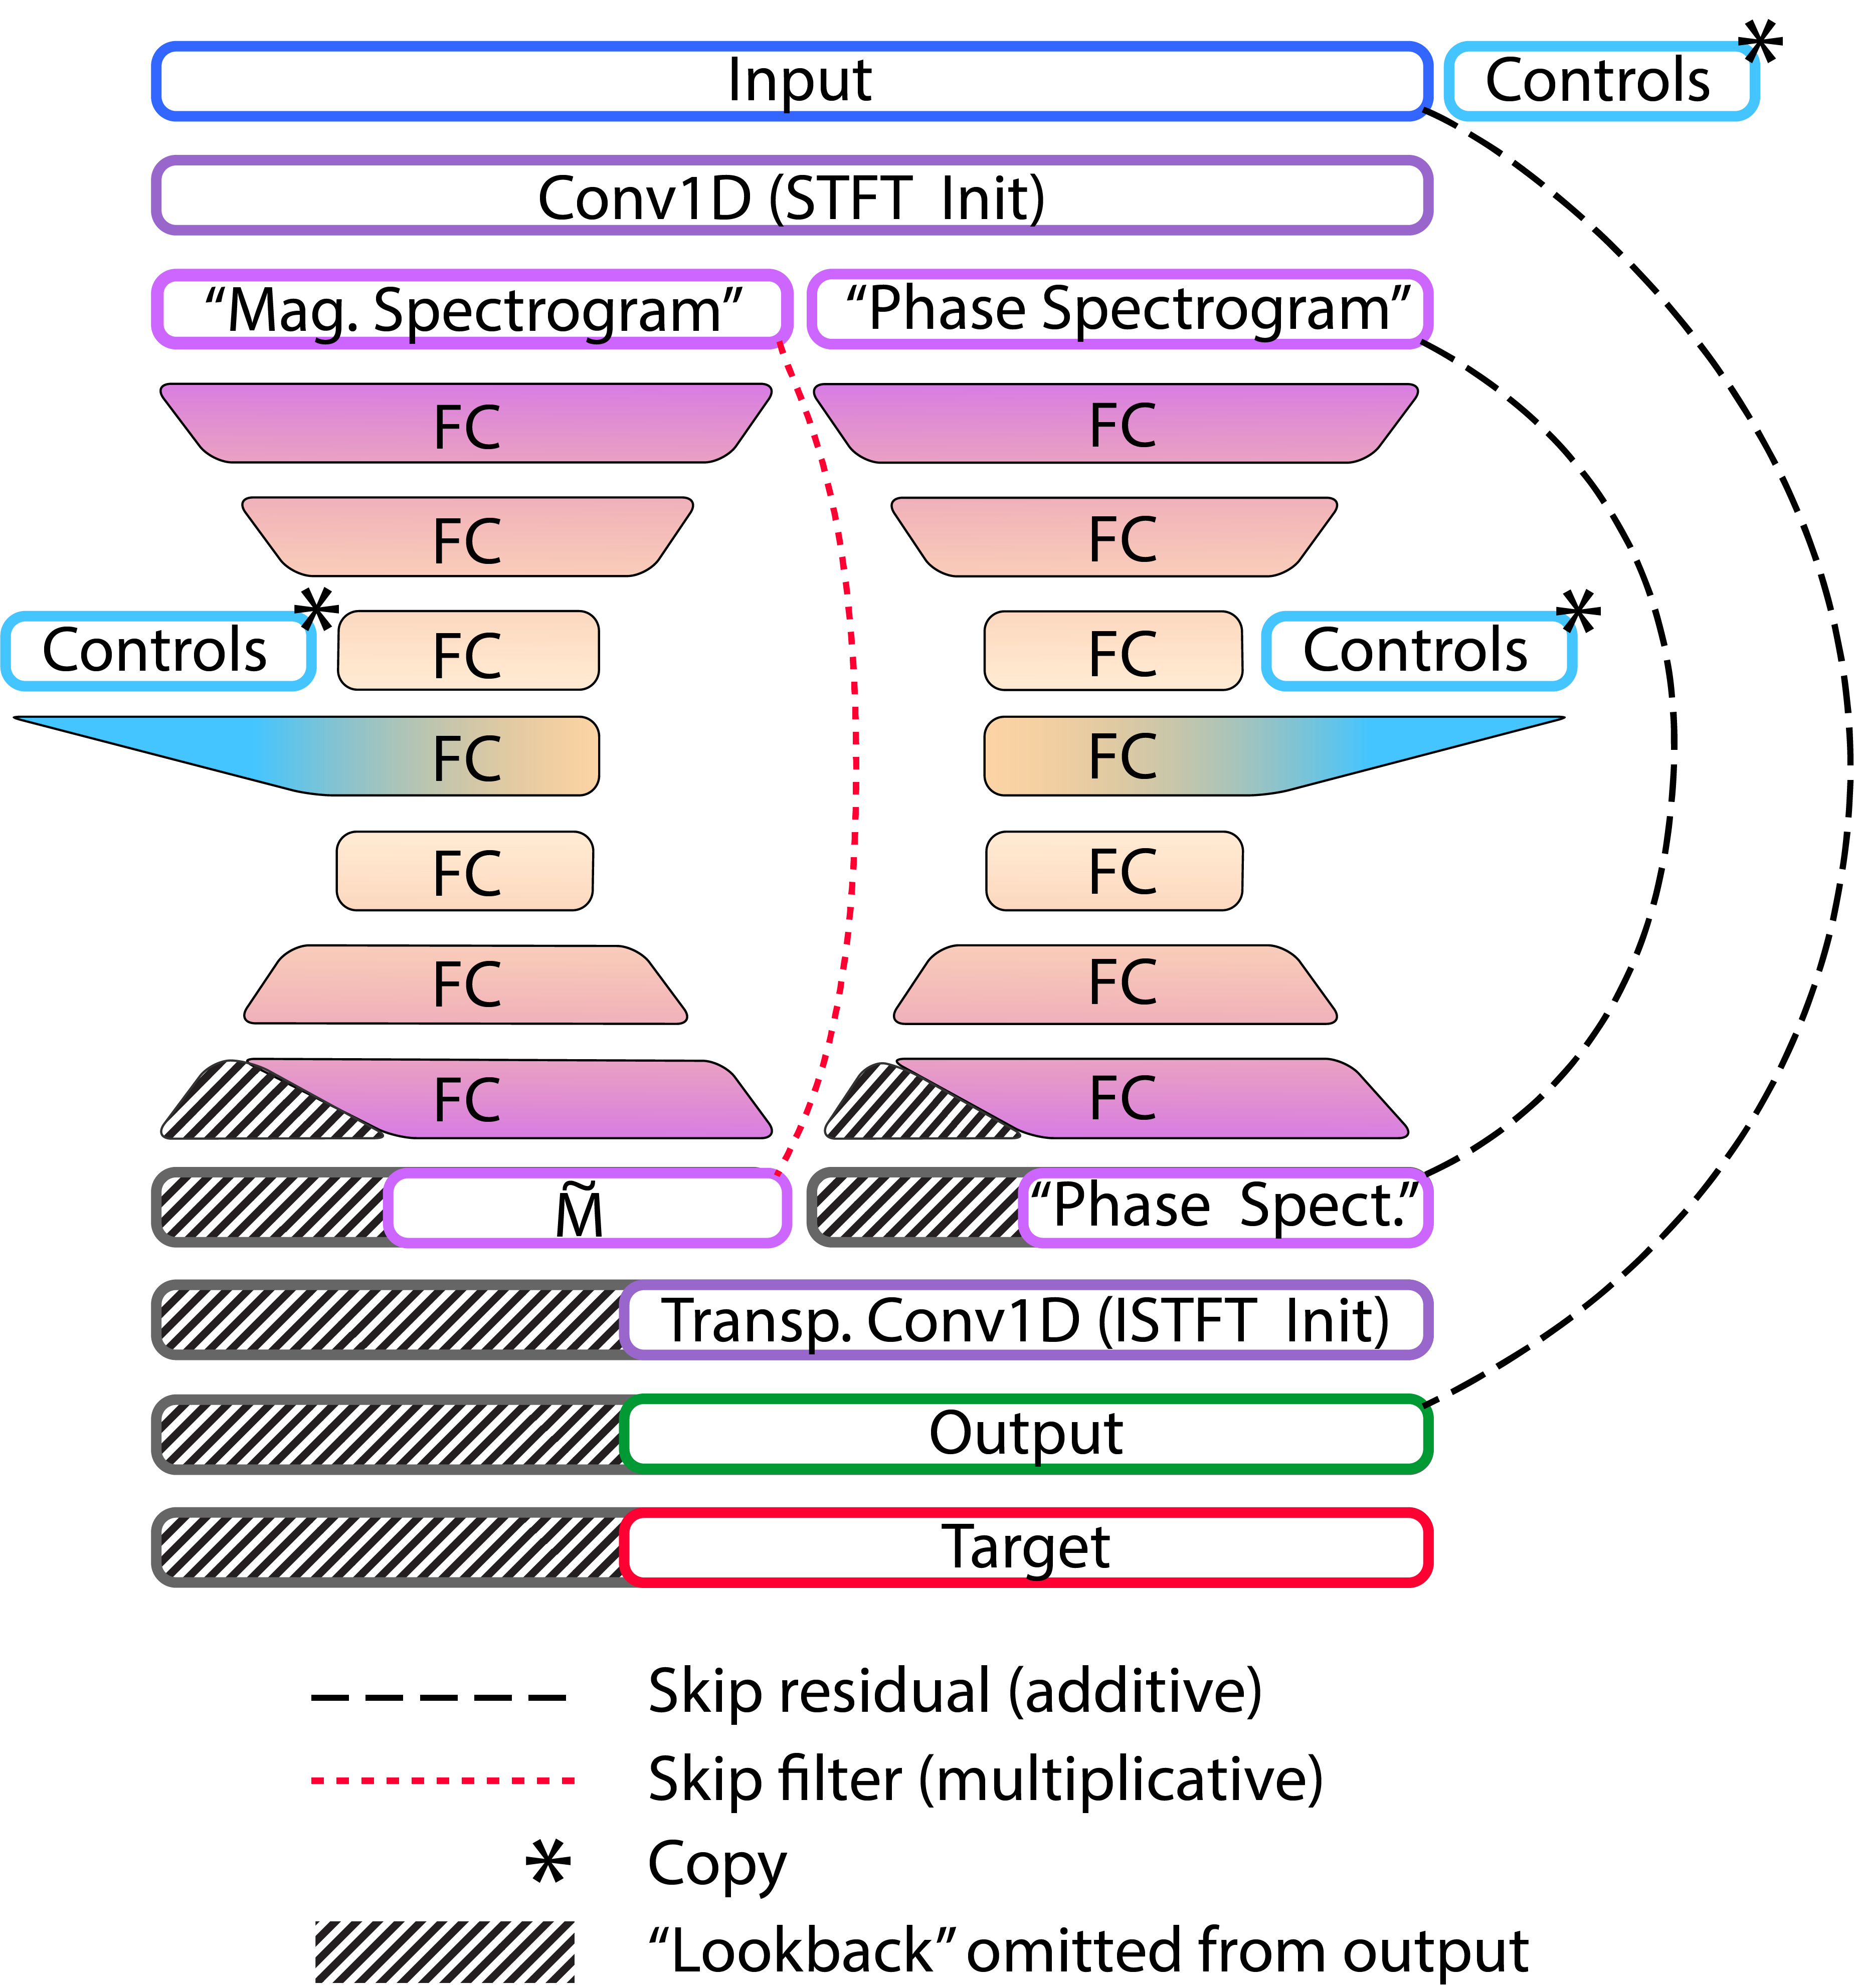 Input Controls *
Conv1D (STFT Init)
“Mag. Spectrogram” “Phase Spectrogram”
FC FC
FC FC
Controls * FC FC Controls *
FC FC
FC FC
FC FC
FC FC
M̃ “Phase Spect.”
Transp. Conv1D (ISTFT Init)
Output
Target
Skip residual (additive)
Skip filter (multiplicative)
* Copy
“Lookback” omitted from output